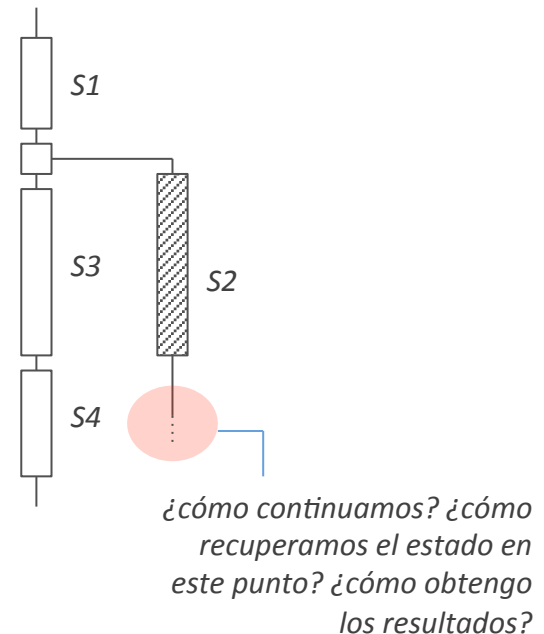 S1
S3
S2
S4
¿cómo continuamos? ¿cómo
recuperamos el estado en
este punto? ¿cómo obtengo
los resultados?